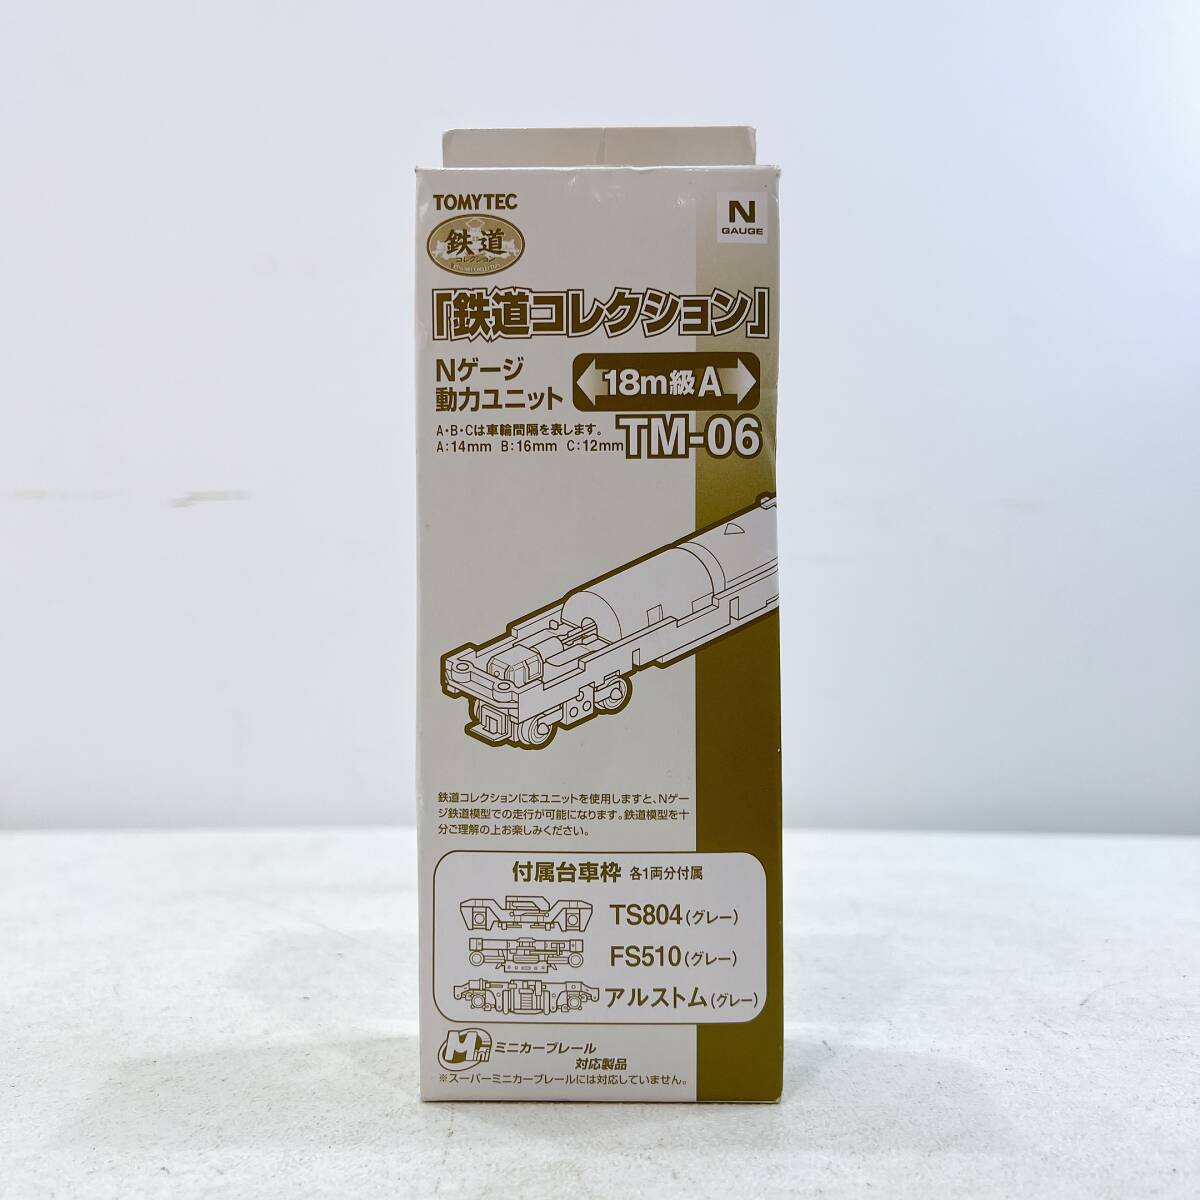 TOMYTEC
鉄道
コレクション
N
GAUGE
「鉄道コレクション」
Nゲージ
動力ユニット
18m級A
A・B・Cは車輪間隔を表します。
A:14mm B:16mm C:12mm
TM-06
鉄道コレクションに本ユニットを使用しますと、Nゲー
ジ鉄道模型での走行が可能になります。鉄道模型を十
分ご理解の上お楽しみください。
付属台車枠 各1両分付属
TS804(グレー)
FS510(グレー)
アルストム(グレー)
Mini
ミニカーブレール
対応製品
※スーパーミニカーブレールには対応していません。